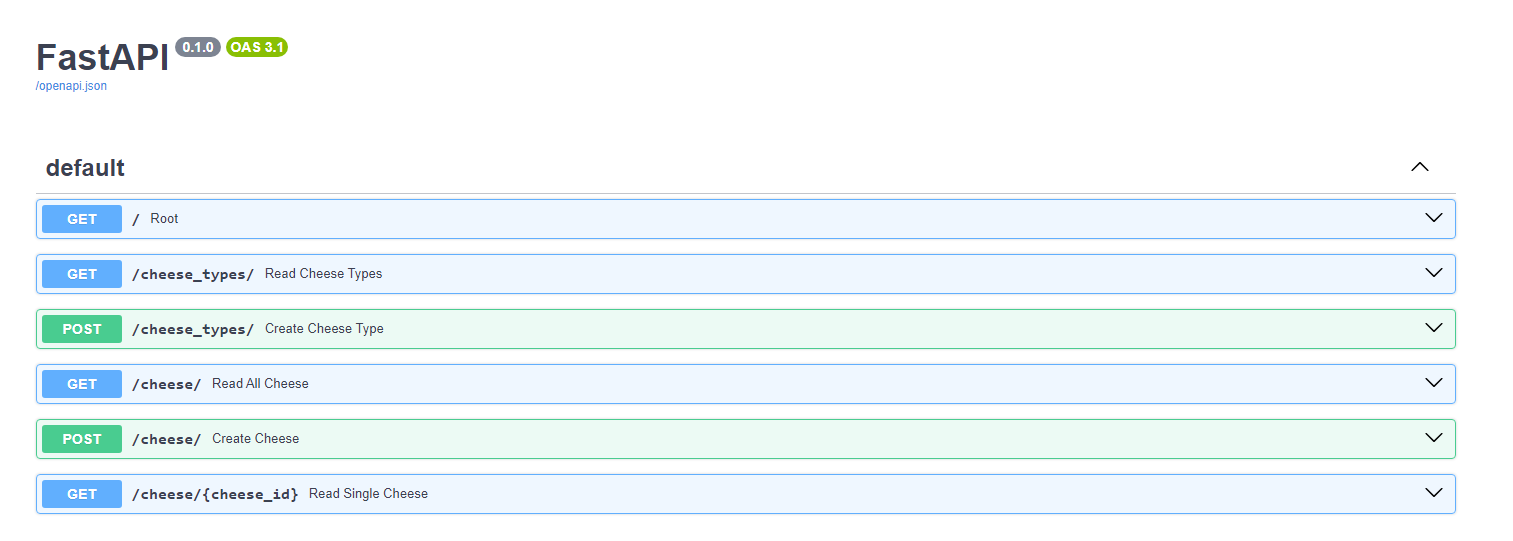 FastAPI 0.1.0 OAS 3.1
/openapi.json
default
GET / Root
GET /cheese_types/ Read Cheese Types
POST /cheese_types/ Create Cheese Type
GET /cheese/ Read All Cheese
POST /cheese/ Create Cheese
GET /cheese/{cheese_id} Read Single Cheese